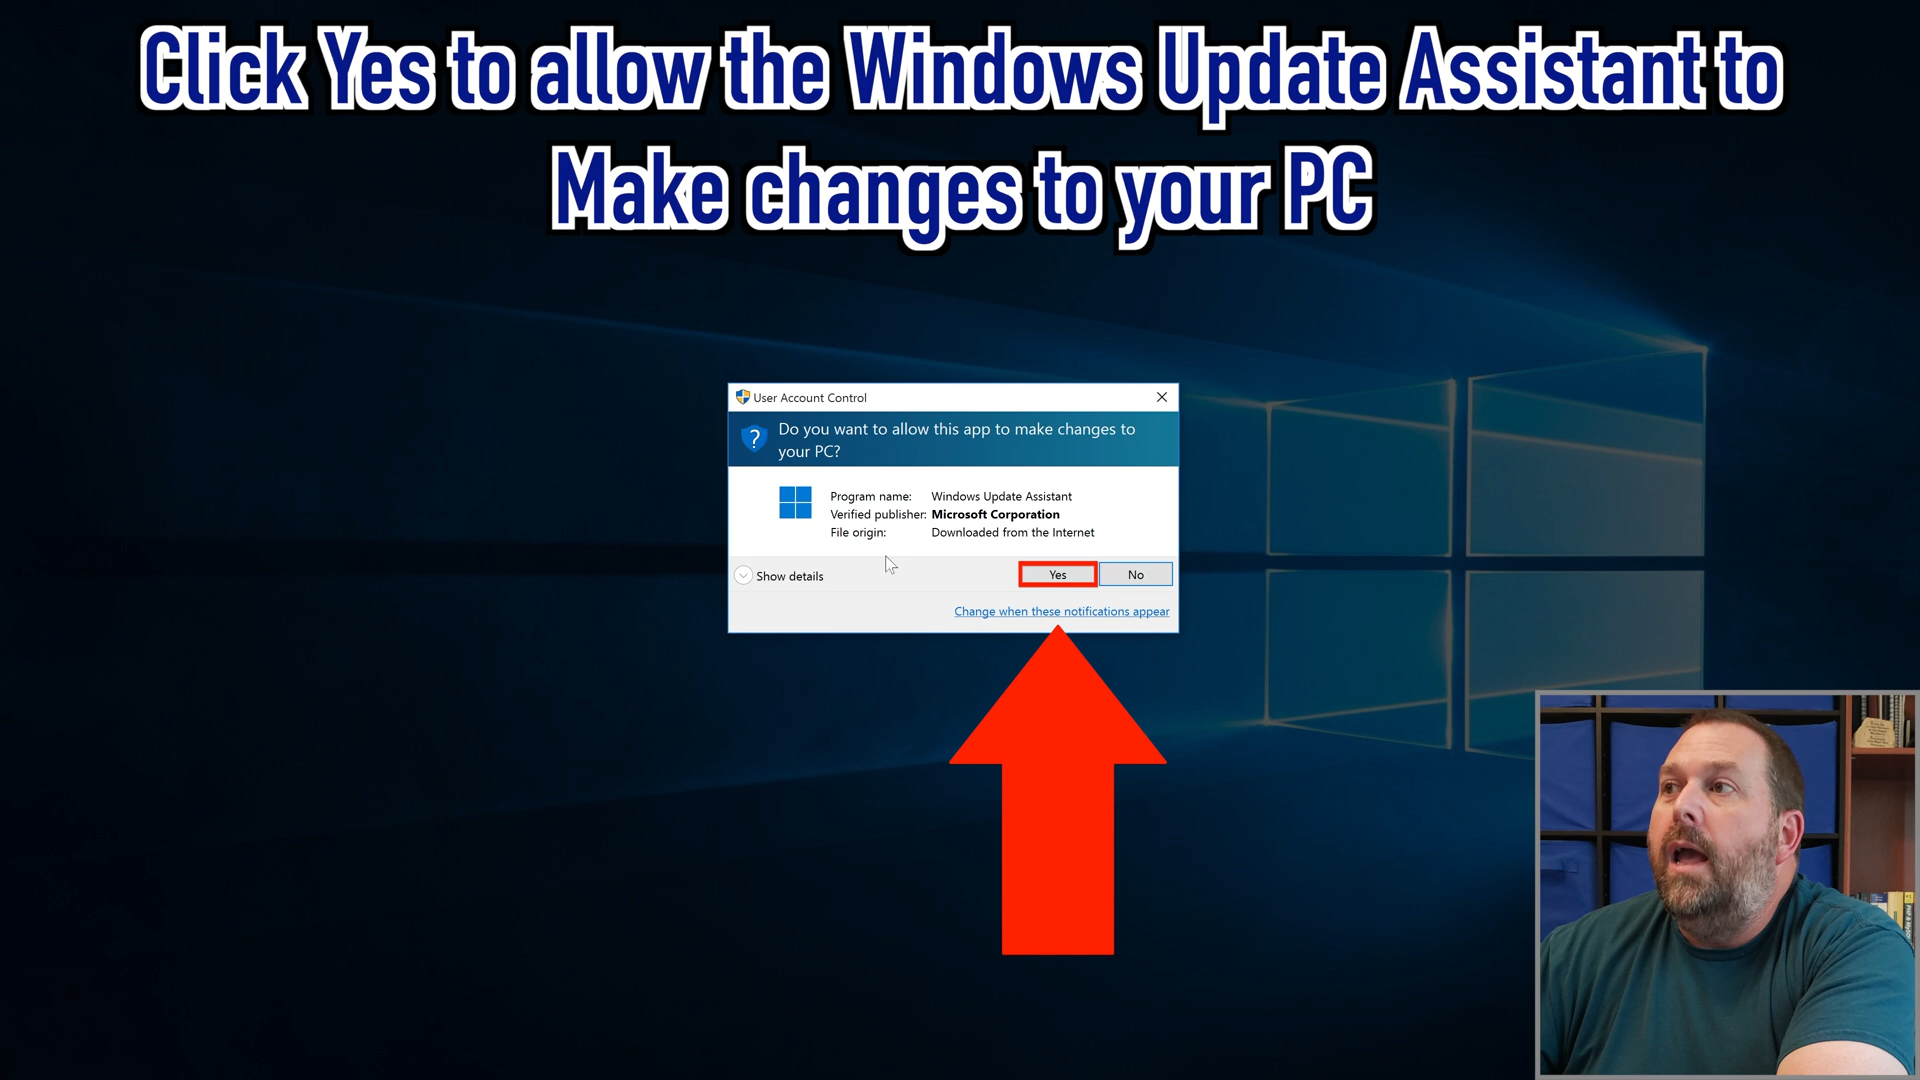 Click Yes to allow the Windows Update Assistant to
Make changes to your PC
User Account Control
?
Do you want to allow this app to make changes to
your PC?
Program name: Windows Update Assistant
Verified publisher: Microsoft Corporation
File origin: Downloaded from the Internet
Show details
Yes
No
Change when these notifications appear